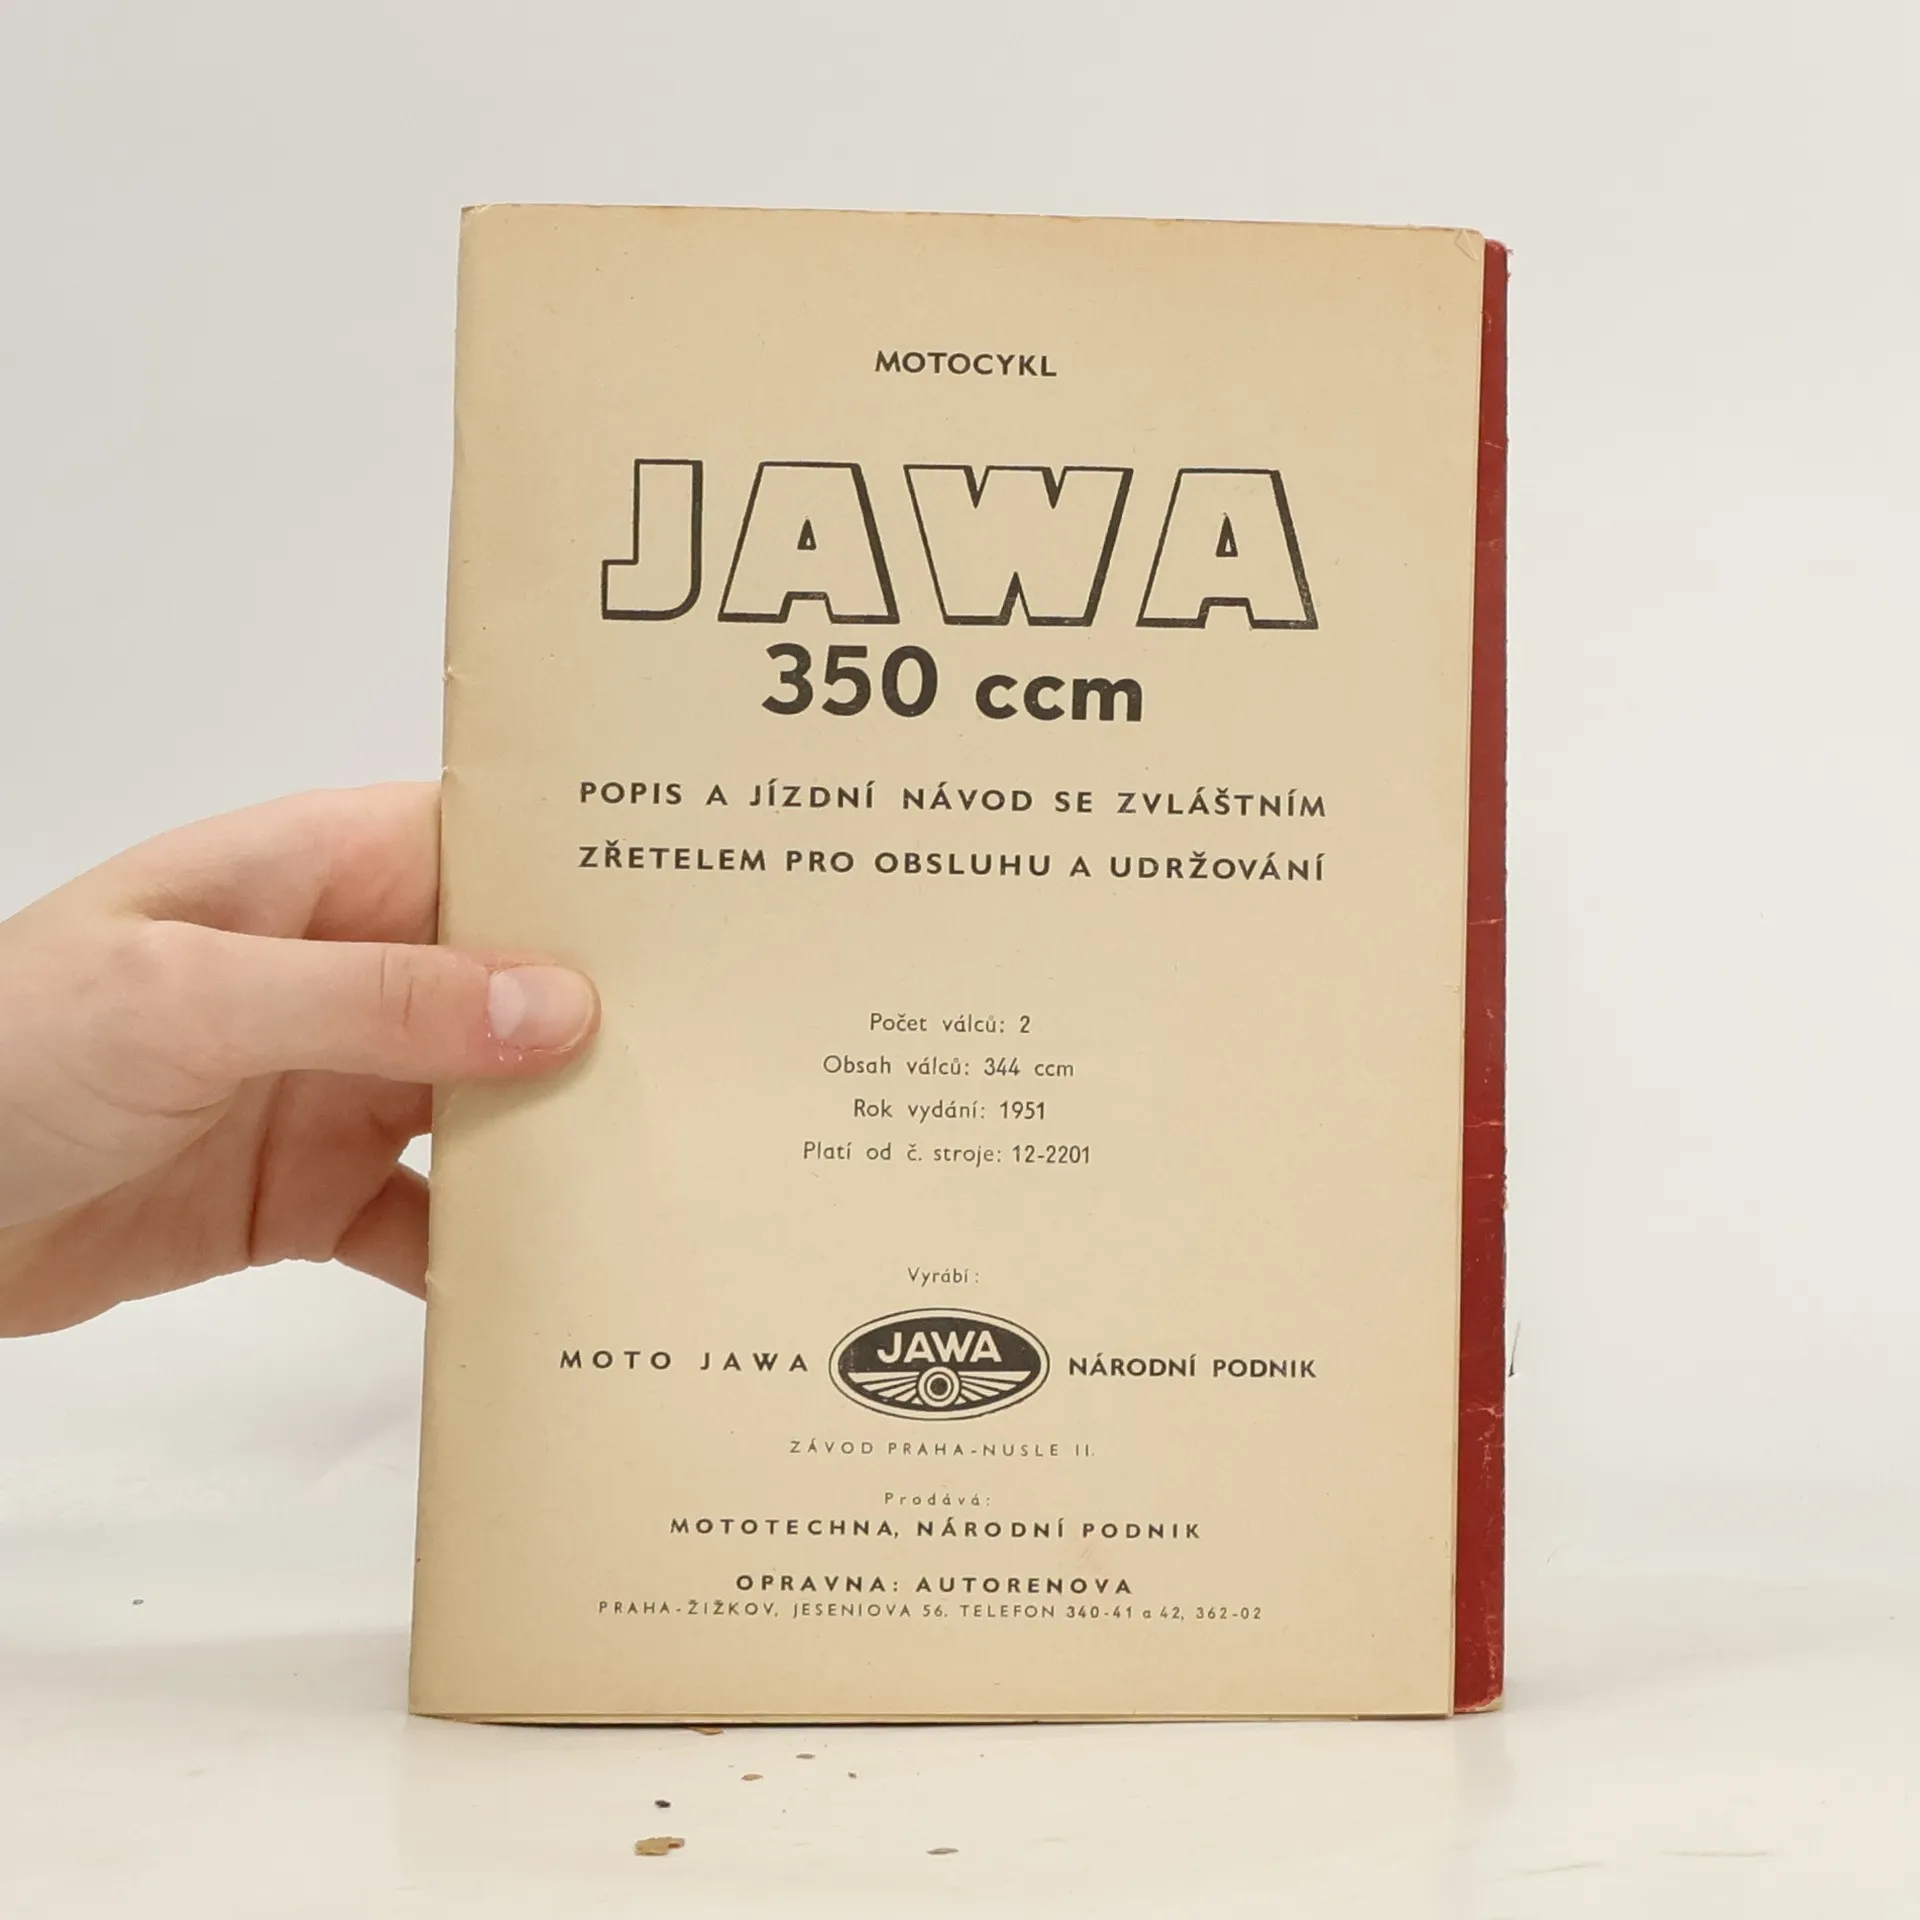 MOTOCYKL
JAWA
350 ccm
POPIS A JÍZDNÍ NÁVOD SE ZVLÁŠTNÍM
ZŘETELEM PRO OBSLUHU A UDRŽOVÁNÍ
Počet válců: 2
Obsah válců: 344 ccm
Rok vydání: 1951
Platí od č. stroje: 12-2201
Vyrábí:
MOTO JAWA JAWA NÁRODNÍ PODNIK
ZÁVOD PRAHA-NUSLE II.
Prodává:
MOTOTECHNA, NÁRODNÍ PODNIK
OPRAVNA: AUTORENOVA
PRAHA-ŽIŽKOV, JESENIOVA 56. TELEFON 340-41 a 42, 362-02